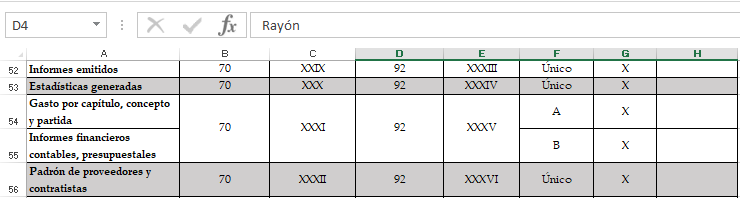 D4 Rayón
A B C D E F G H
52 Informes emitidos 70 XXIX 92 XXXIII Único X
53 Estadísticas generadas 70 XXX 92 XXXIV Único X
54 Gasto por capítulo, concepto y partida 70 XXXI 92 XXXV A X
55 Informes financieros contables, presupuestales B X
56 Padrón de proveedores y contratistas 70 XXXII 92 XXXVI Único X